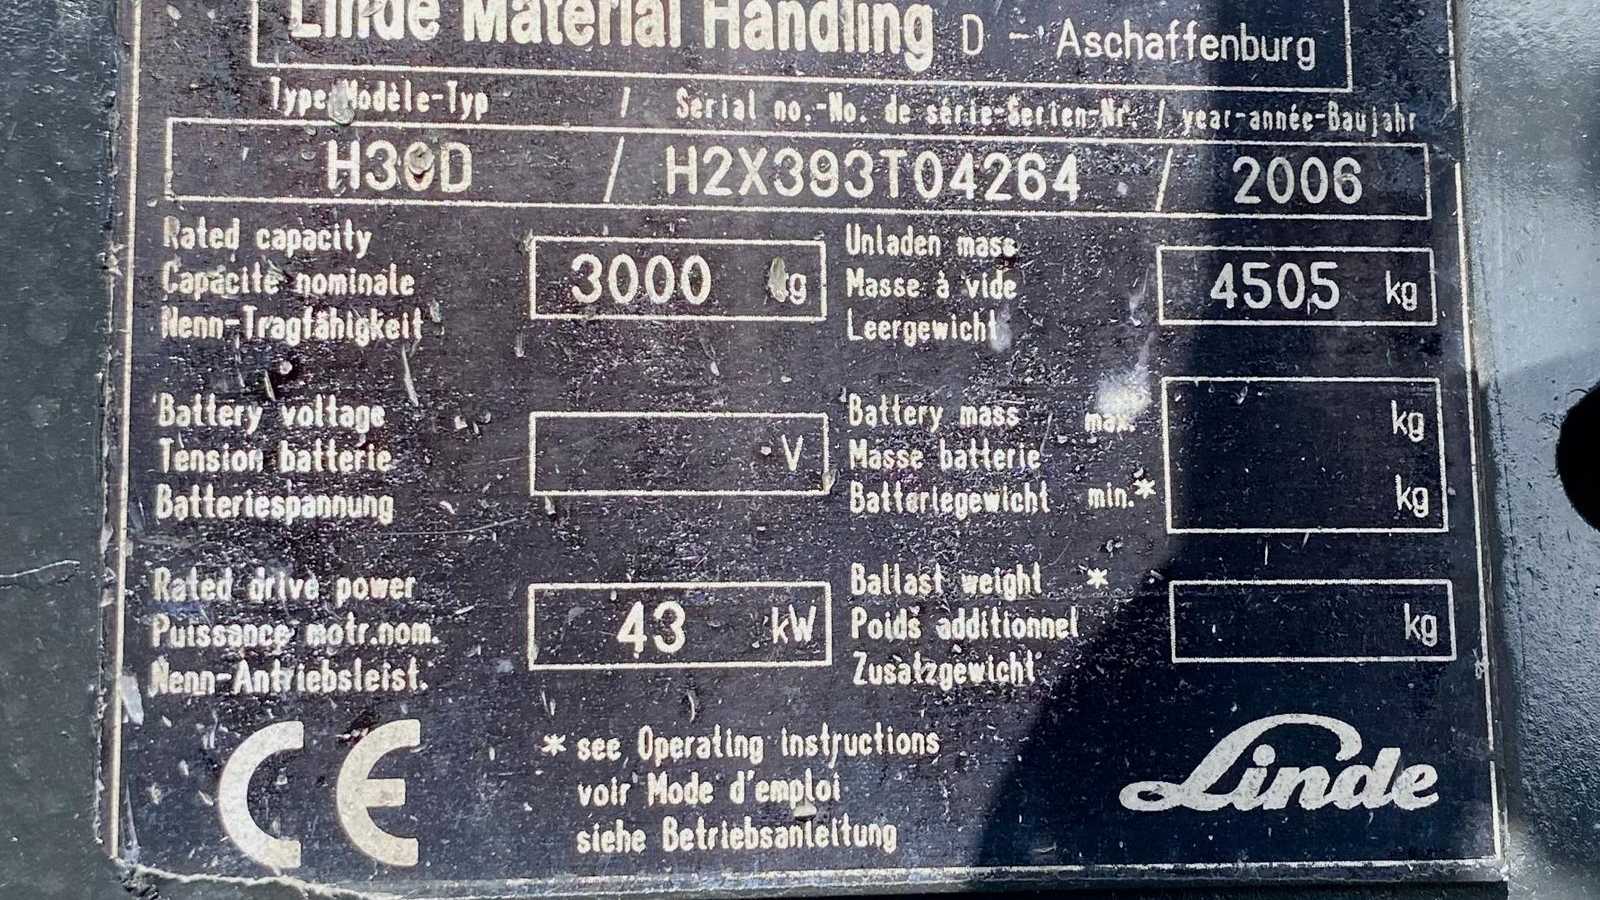 Linde Material Handling D - Aschaffenburg
Type-Modèle-Typ / Serial no.-No. de série-Serien-Nr. / year-année-Baujahr
H30D / H2X393T04264 / 2006
Rated capacity
Capacité nominale
Nenn-Tragfähigkeit
3000 kg
Unladen mass
Masse à vide
Leergewicht
4505 kg
Battery voltage
Tension batterie
Batteriespannung
V
Battery mass max. kg
Masse batterie
Batteriegewicht min.* kg
Rated drive power
Puissance motr.nom.
Nenn-Antriebsleist.
43 kW
Ballast weight *
Poids additionnel
Zusatzgewicht
kg
CE
* see Operating instructions
voir Mode d'emploi
siehe Betriebsanleitung
Linde